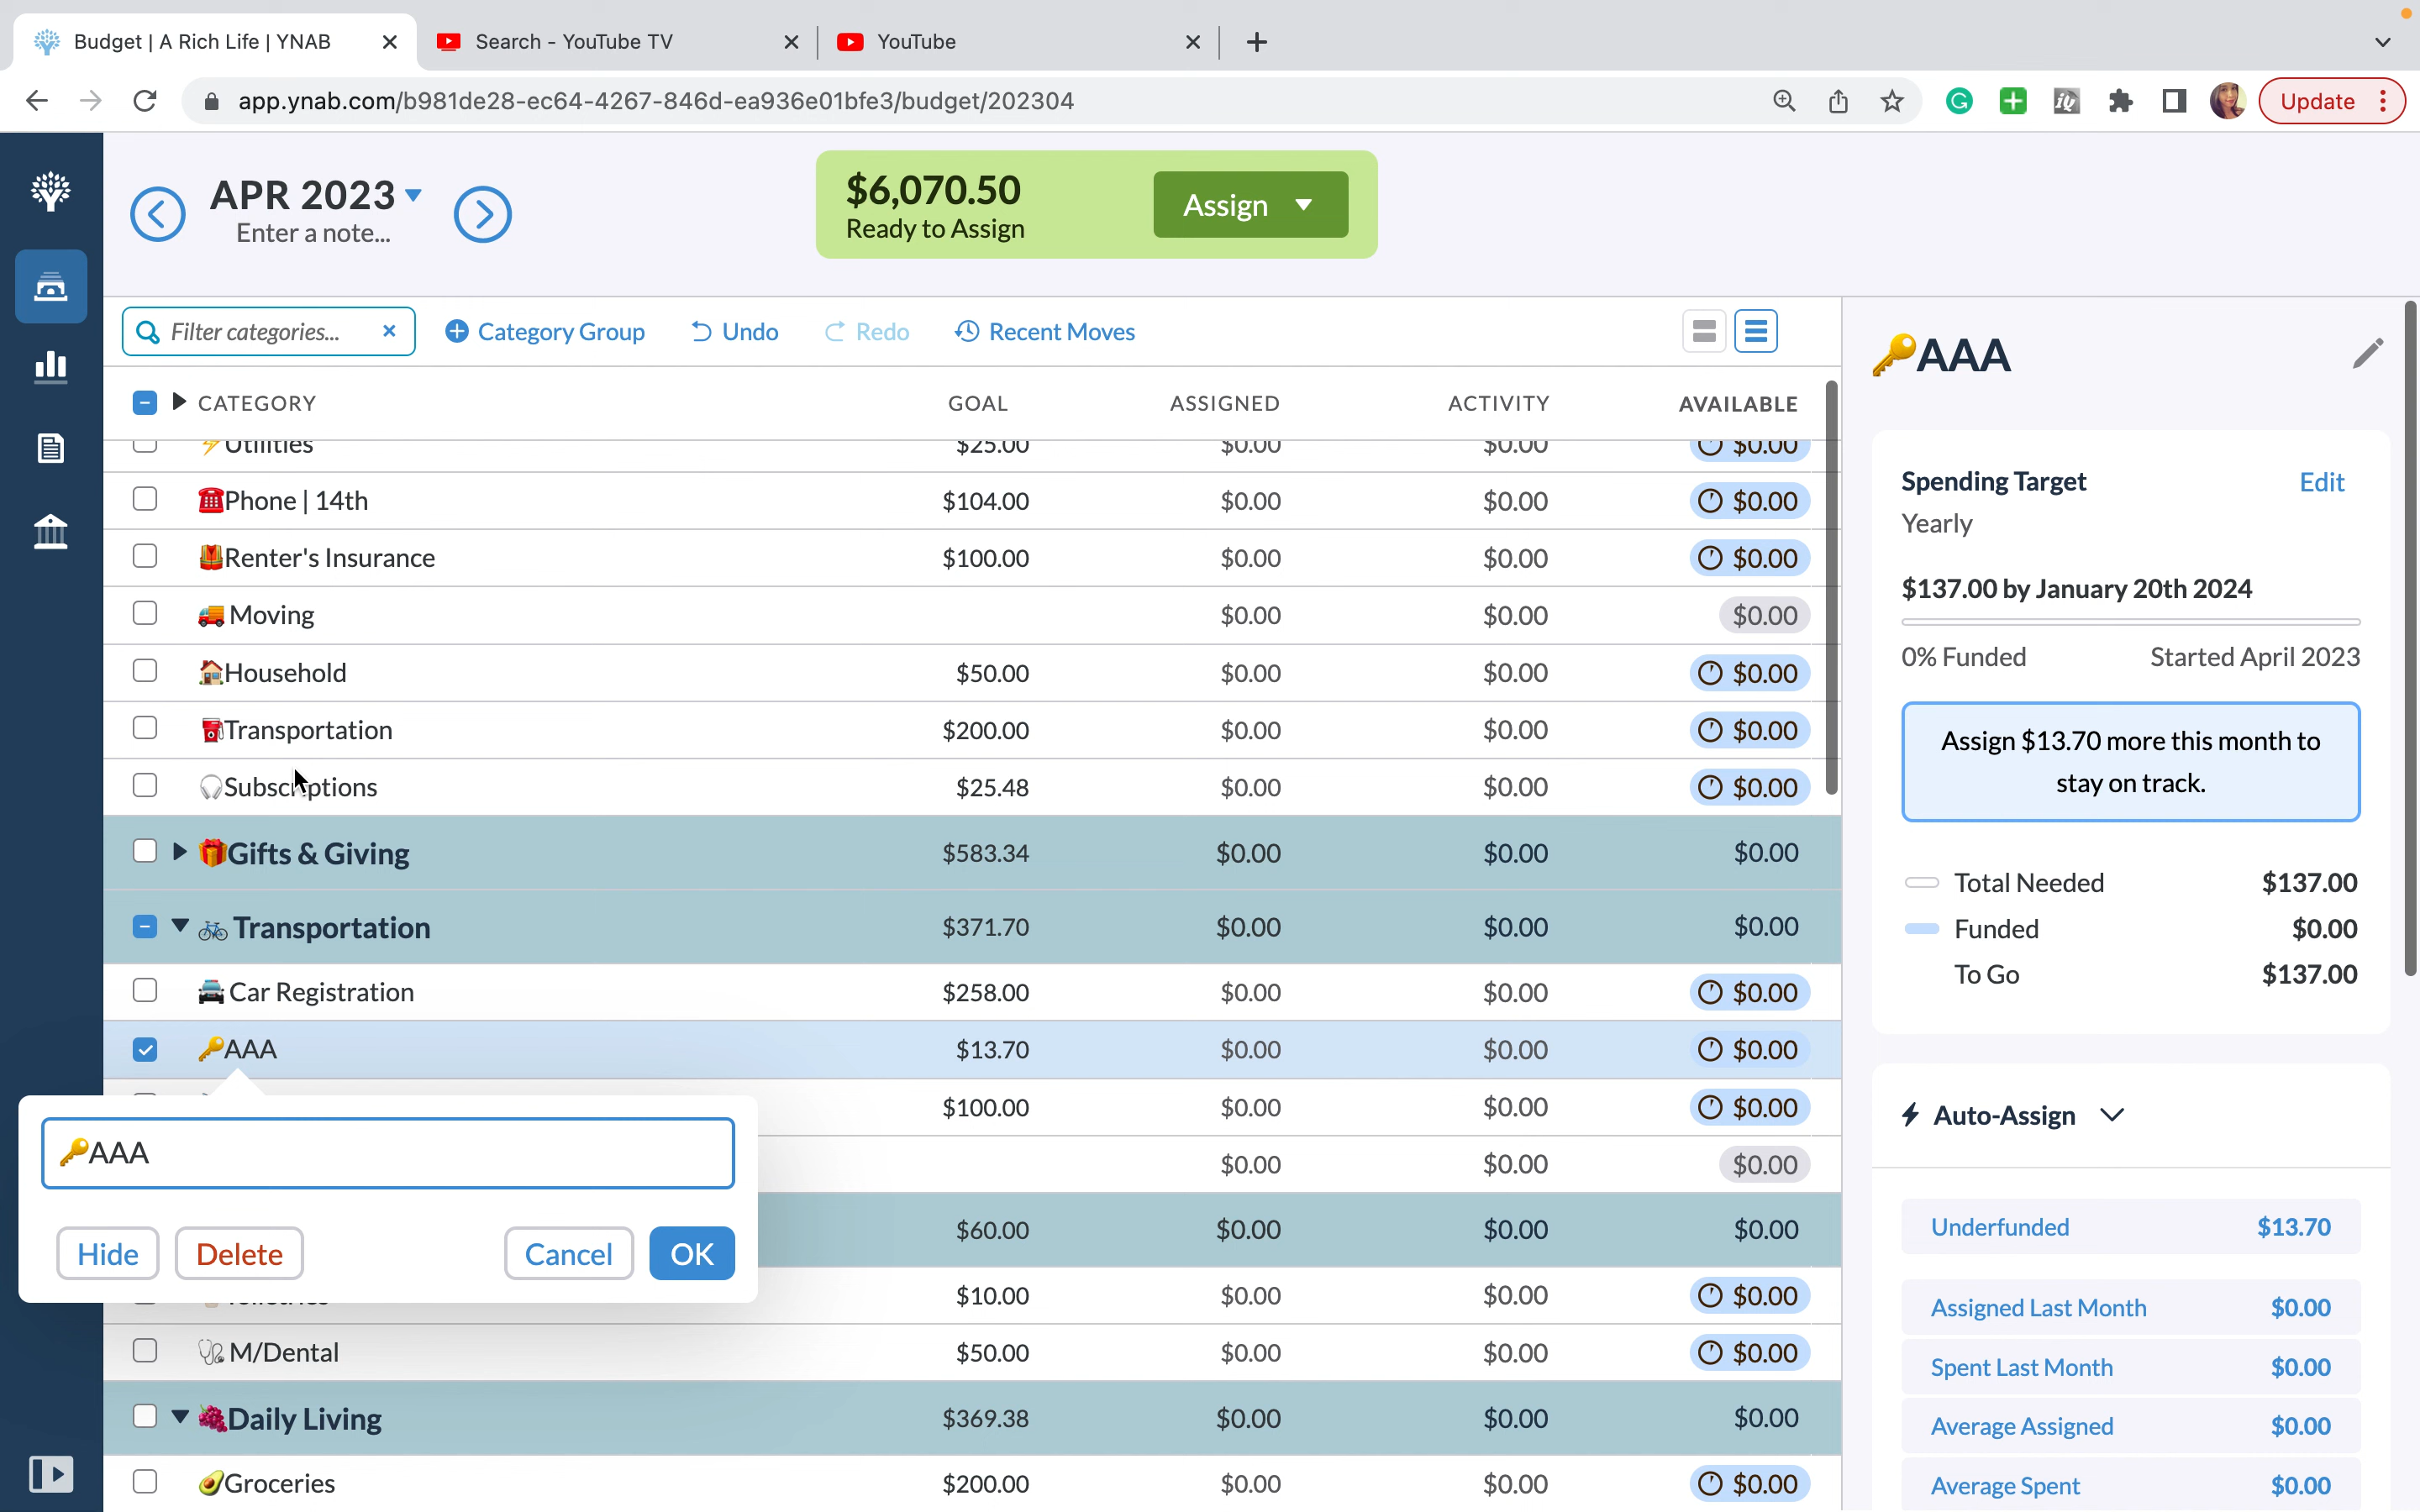 Budget | A Rich Life | YNAB
Search - YouTube TV
YouTube
app.ynab.com/b981de28-ec64-4267-846d-ea936e01bfe3/budget/202304
Update
APR 2023
Enter a note...
$6,070.50
Ready to Assign
Assign
Filter categories...
Category Group
Undo
Redo
Recent Moves
CATEGORY GOAL ASSIGNED ACTIVITY AVAILABLE
⚡Utilities $25.00 $0.00 $0.00 $0.00
☎️Phone | 14th $104.00 $0.00 $0.00 $0.00
🦺Renter's Insurance $100.00 $0.00 $0.00 $0.00
🚚Moving $0.00 $0.00 $0.00
🏠Household $50.00 $0.00 $0.00 $0.00
⛽Transportation $200.00 $0.00 $0.00 $0.00
🎧Subscriptions $25.48 $0.00 $0.00 $0.00
🎁Gifts & Giving $583.34 $0.00 $0.00 $0.00
🚲Transportation $371.70 $0.00 $0.00 $0.00
🚘Car Registration $258.00 $0.00 $0.00 $0.00
🔑AAA $13.70 $0.00 $0.00 $0.00
$100.00 $0.00 $0.00 $0.00
$0.00 $0.00 $0.00
$60.00 $0.00 $0.00 $0.00
🔑AAA
Hide
Delete
Cancel
OK
$10.00 $0.00 $0.00 $0.00
🩺M/Dental $50.00 $0.00 $0.00 $0.00
🍇Daily Living $369.38 $0.00 $0.00 $0.00
🥑Groceries $200.00 $0.00 $0.00 $0.00
🔑AAA
Spending Target
Edit
Yearly
$137.00 by January 20th 2024
0% Funded
Started April 2023
Assign $13.70 more this month to
stay on track.
Total Needed $137.00
Funded $0.00
To Go $137.00
Auto-Assign
Underfunded $13.70
Assigned Last Month $0.00
Spent Last Month $0.00
Average Assigned $0.00
Average Spent $0.00